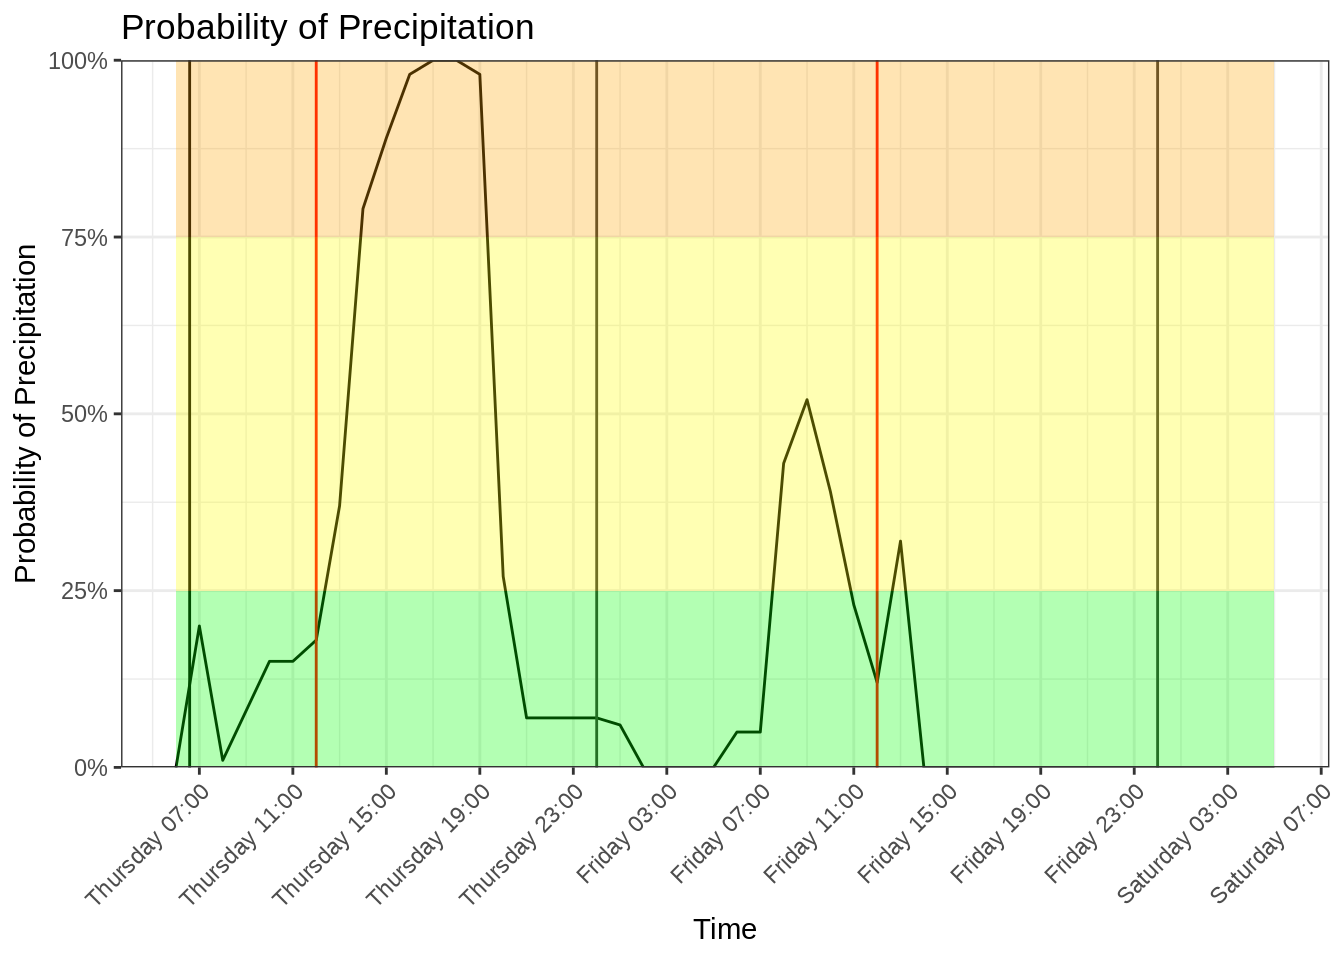 Probability of Precipitation
Probability of Precipitation
100%
75%
50%
25%
0%
Thursday 07:00
Thursday 11:00
Thursday 15:00
Thursday 19:00
Thursday 23:00
Friday 03:00
Friday 07:00
Friday 11:00
Friday 15:00
Friday 19:00
Friday 23:00
Saturday 03:00
Saturday 07:00
Time